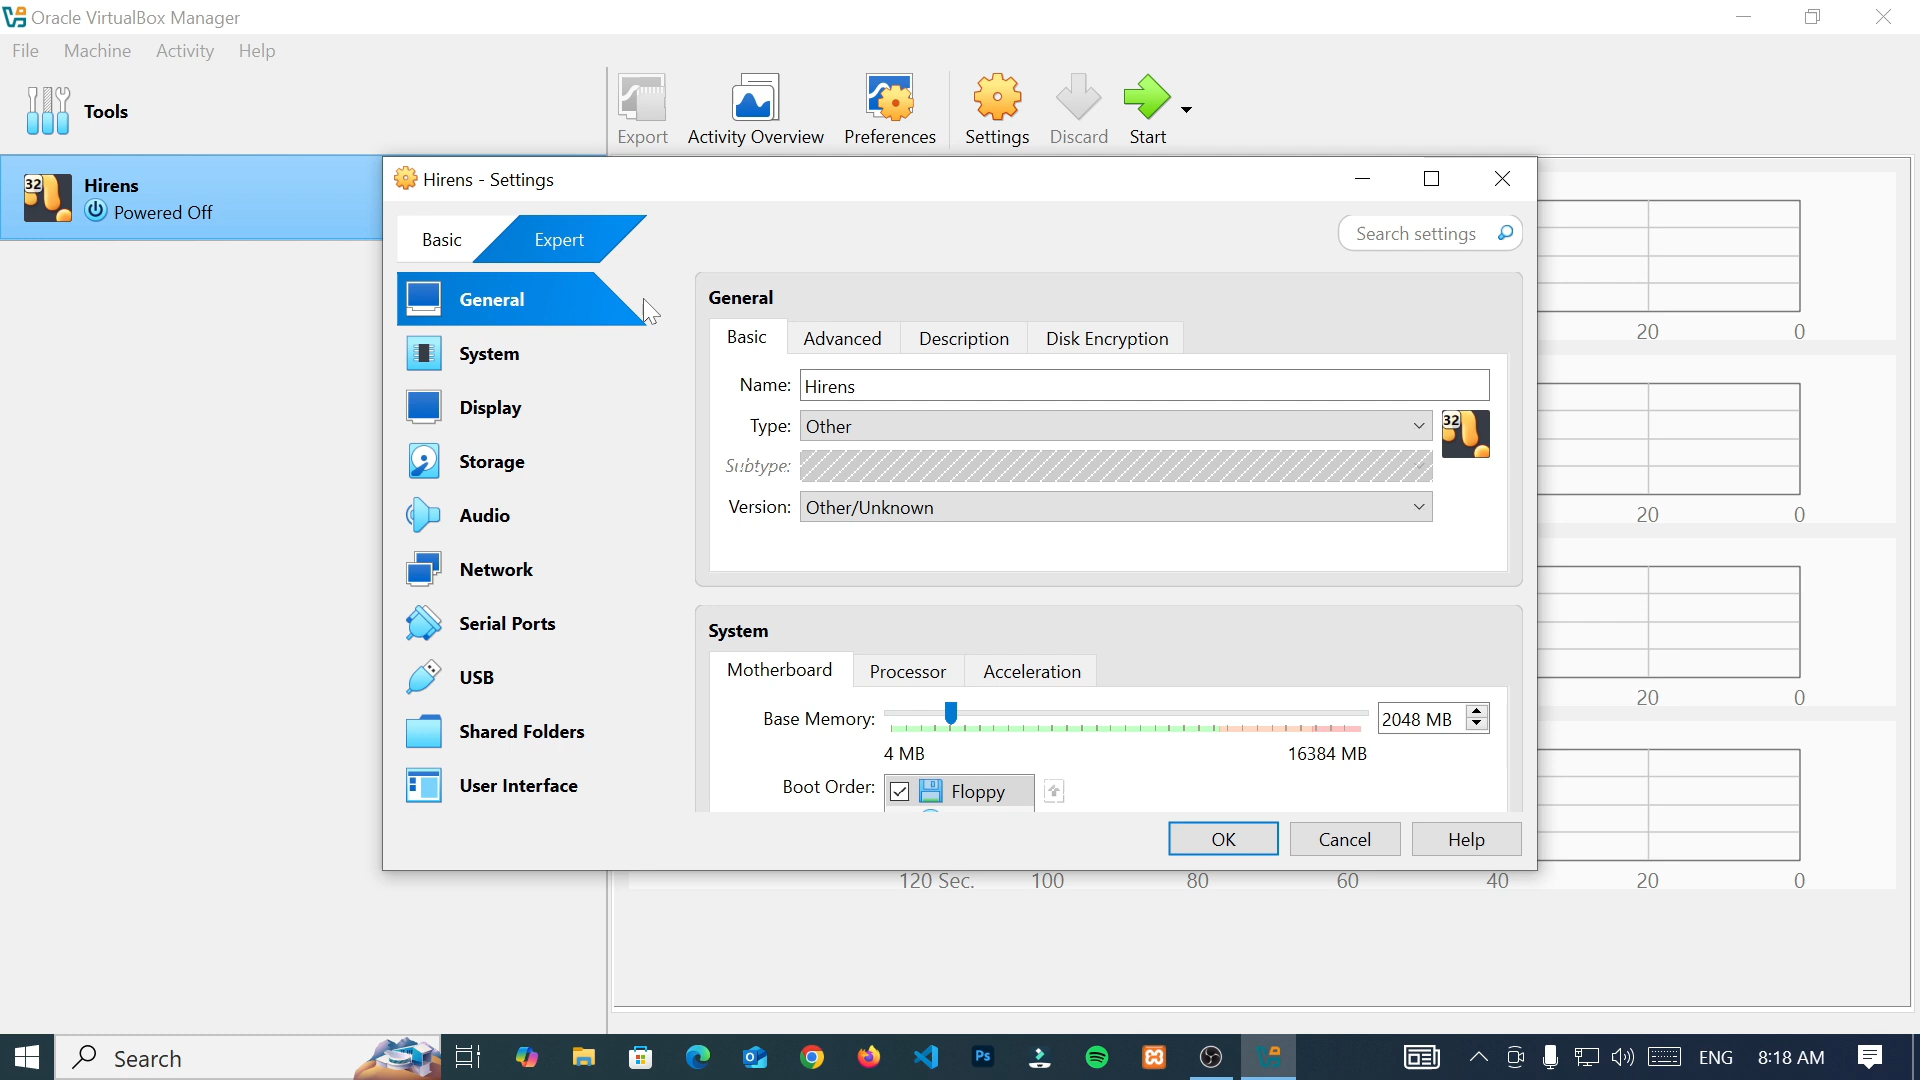 Oracle VirtualBox Manager
File Machine Activity Help
Tools
Export Activity Overview Preferences Settings Discard Start
32 Hirens
Powered Off
Hirens - Settings
Basic Expert
Search settings
General
System
Display
Storage
Audio
Network
Serial Ports
USB
Shared Folders
User Interface
General
Basic Advanced Description Disk Encryption
Name: Hirens
Type: Other
32
Subtype:
Version: Other/Unknown
System
Motherboard Processor Acceleration
Base Memory: 2048 MB
4 MB 16384 MB
Boot Order: Floppy
OK Cancel Help
20 0
20 0
20 0
120 Sec. 100 80 60 40 20 0
Search
Ps
ENG 8:18 AM